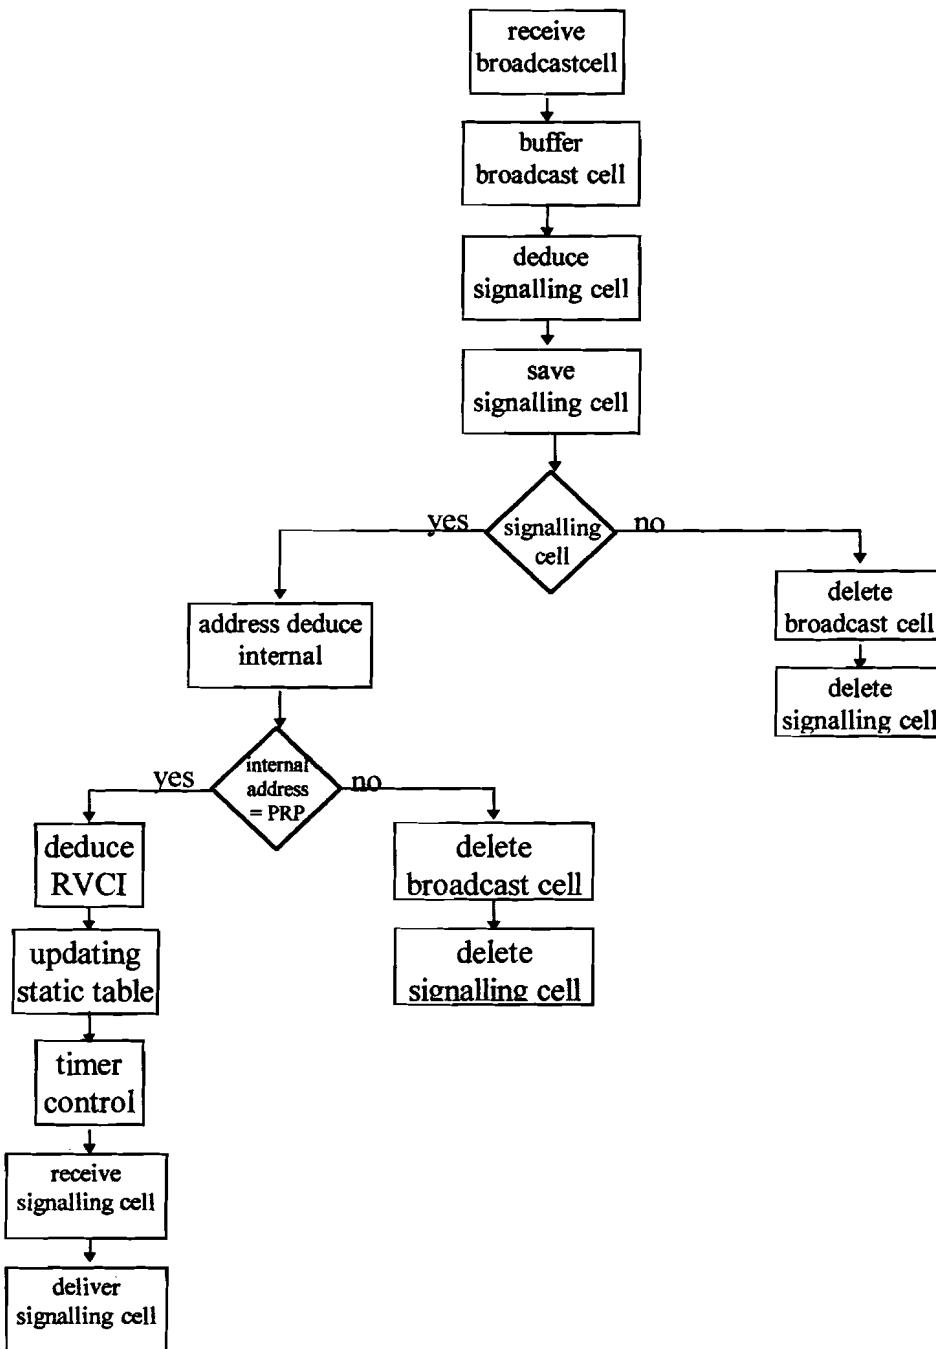 receive
broadcastcell
buffer
broadcast cell
deduce
signalling cell
save
signalling cell
yes
signalling
cell
no
address deduce
internal
delete
broadcast cell
delete
signalling cell
yes
internal
address
= PRP
no
deduce
RVCI
delete
broadcast cell
updating
static table
delete
signalling cell
timer
control
receive
signalling cell
deliver
signalling cell